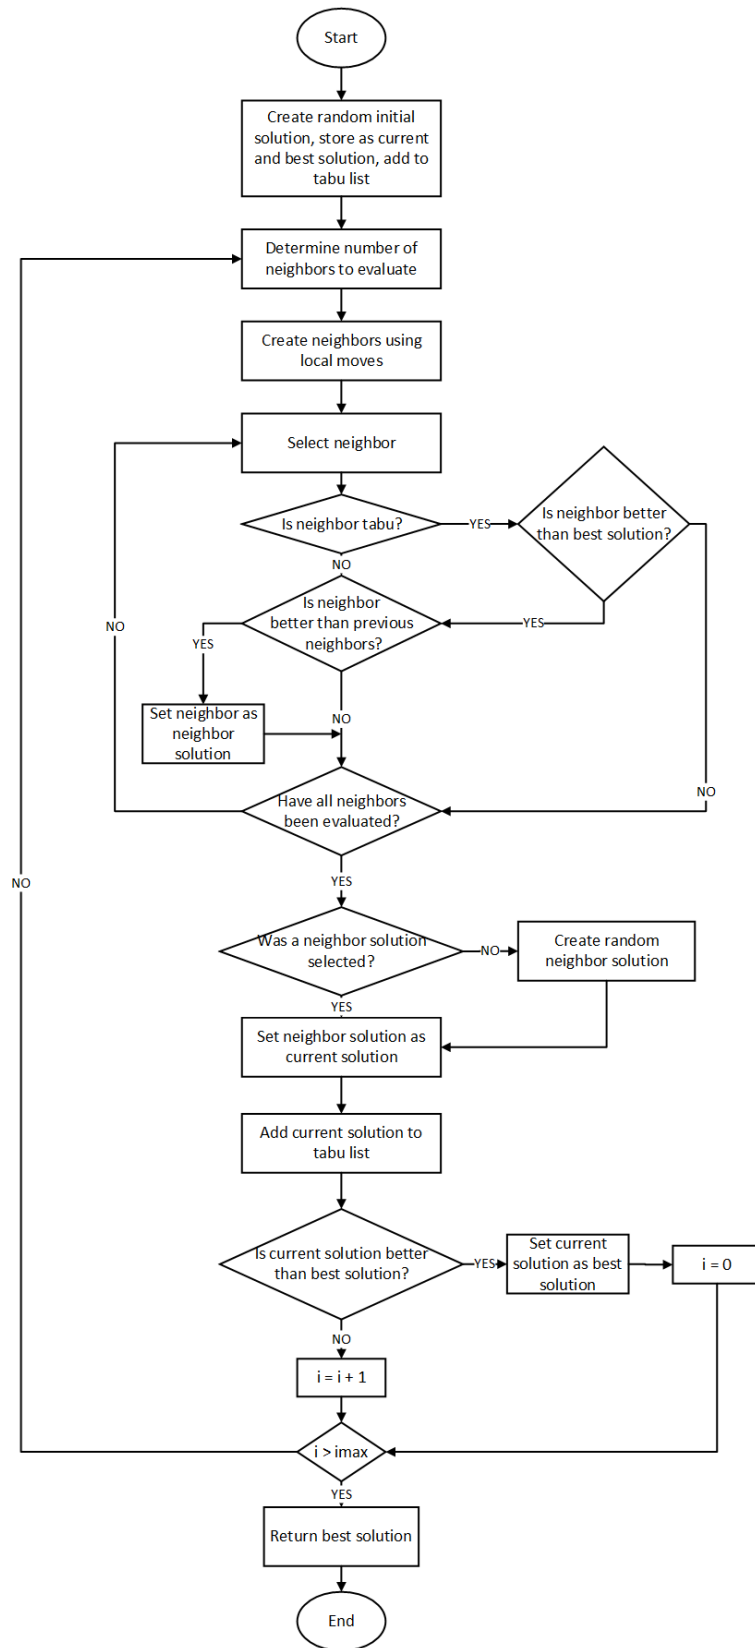 Start
Create random initial
solution, store as current
and best solution, add to
tabu list
Determine number of
neighbors to evaluate
Create neighbors using
local moves
Select neighbor
Is neighbor tabu?
YES
Is neighbor better
than best solution?
NO
Is neighbor
better than previous
neighbors?
YES
YES
NO
Set neighbor as
neighbor
solution
NO
Have all neighbors
been evaluated?
NO
YES
NO
Was a neighbor solution
selected?
NO
Create random
neighbor solution
YES
Set neighbor solution as
current solution
Add current solution to
tabu list
Is current solution better
than best solution?
YES
Set current
solution as best
solution
i = 0
NO
i = i + 1
i > imax
YES
Return best solution
End